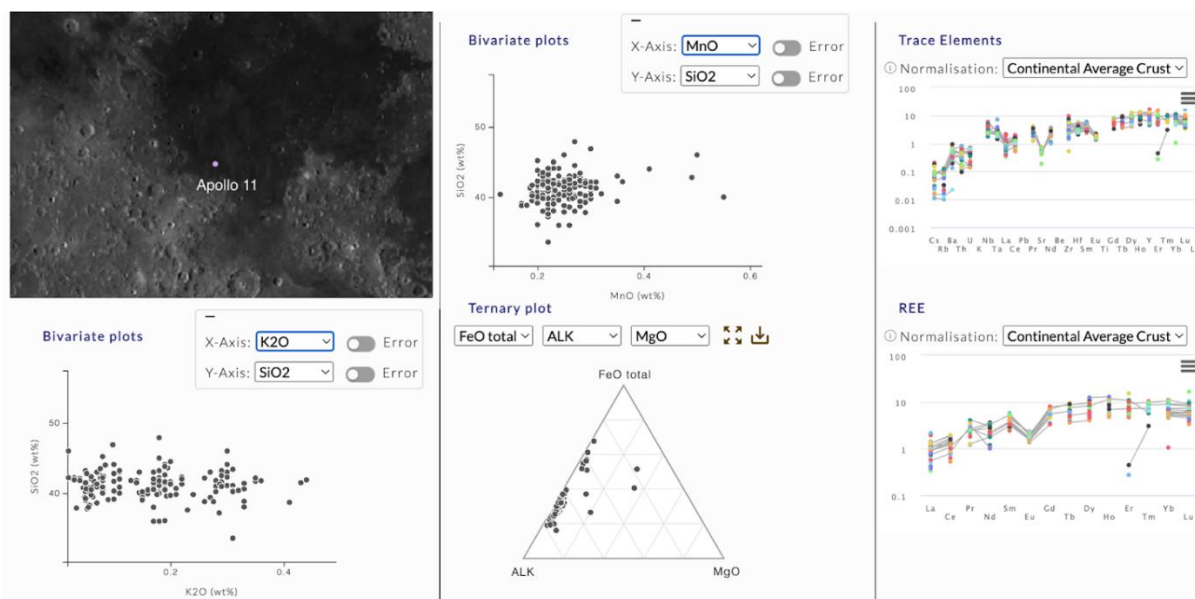 Apollo 11
Bivariate plots
X-Axis: MnO Error
Y-Axis: SiO2 Error
50
40
SiO2 (wt%)
0.2 0.4 0.6
MnO (wt%)
Trace Elements
Normalisation: Continental Average Crust
100
10
1
0.1
0.01
0.001
Cs Ba U Nb La Pb Sr Be Hf Eu Gd Dy Y Tm Lu
Rb Th K Ta Ce Pr Nd Zr Sm Ti Tb Ho Er Yb L
Bivariate plots
X-Axis: K2O Error
Y-Axis: SiO2 Error
50
40
SiO2 (wt%)
0.2 0.4
K2O (wt%)
Ternary plot
FeO total ALK MgO
FeO total
ALK MgO
REE
Normalisation: Continental Average Crust
100
10
1
0.1
La Pr Sm Gd Dy Er Yb
Ce Nd Eu Tb Ho Tm Lu